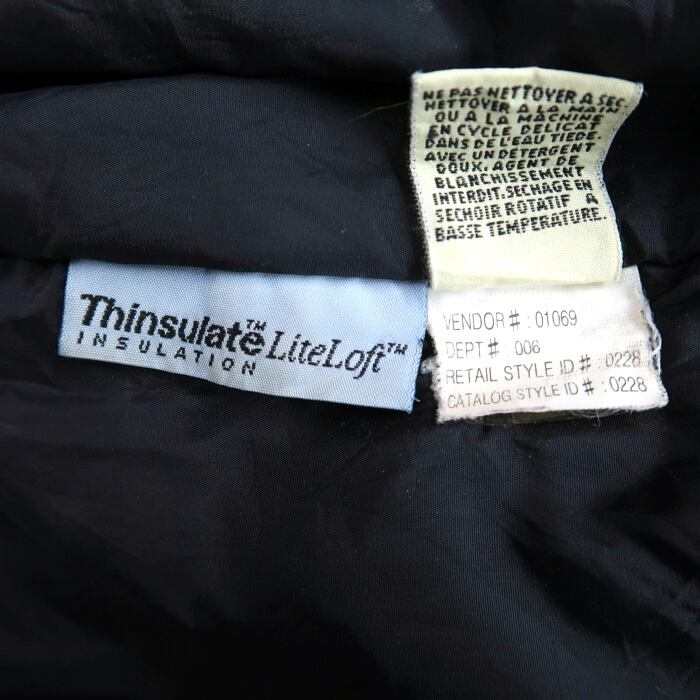 NE PAS NETTOYER A SEC.
NETTOYER A LA MAIN
OU A LA MACHINE
EN CYCLE DELICAT
DANS DE L'EAU TIEDE.
AVEC UN DETERGENT
DOUX. AGENT DE
BLANCHISSEMENT
INTERDIT. SECHAGE EN
SECHOIR ROTATIF A
BASSE TEMPERATURE.
Thinsulate™ LiteLoft™
INSULATION
VENDOR # : 01069
DEPT # : 006
RETAIL STYLE ID # : 0228
CATALOG STYLE ID # : 0228